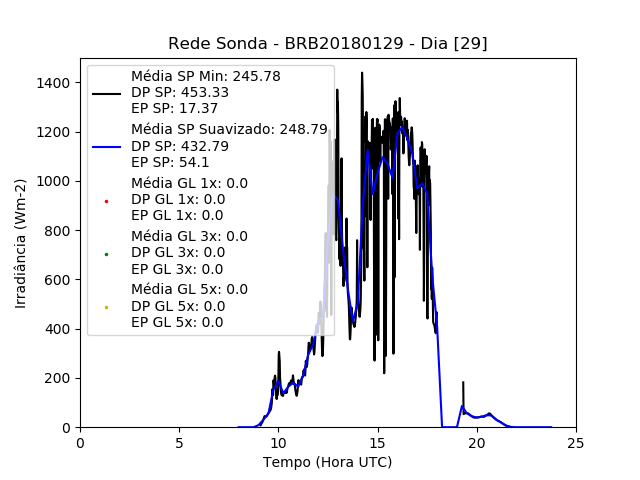 Rede Sonda - BRB20180129 - Dia [29]
Média SP Min: 245.78
DP SP: 453.33
EP SP: 17.37
Média SP Suavizado: 248.79
DP SP: 432.79
EP SP: 54.1
Média GL 1x: 0.0
DP GL 1x: 0.0
EP GL 1x: 0.0
Média GL 3x: 0.0
DP GL 3x: 0.0
EP GL 3x: 0.0
Média GL 5x: 0.0
DP GL 5x: 0.0
EP GL 5x: 0.0
Irradiância (Wm-2)
1400
1200
1000
800
600
400
200
0
0 5 10 15 20 25
Tempo (Hora UTC)